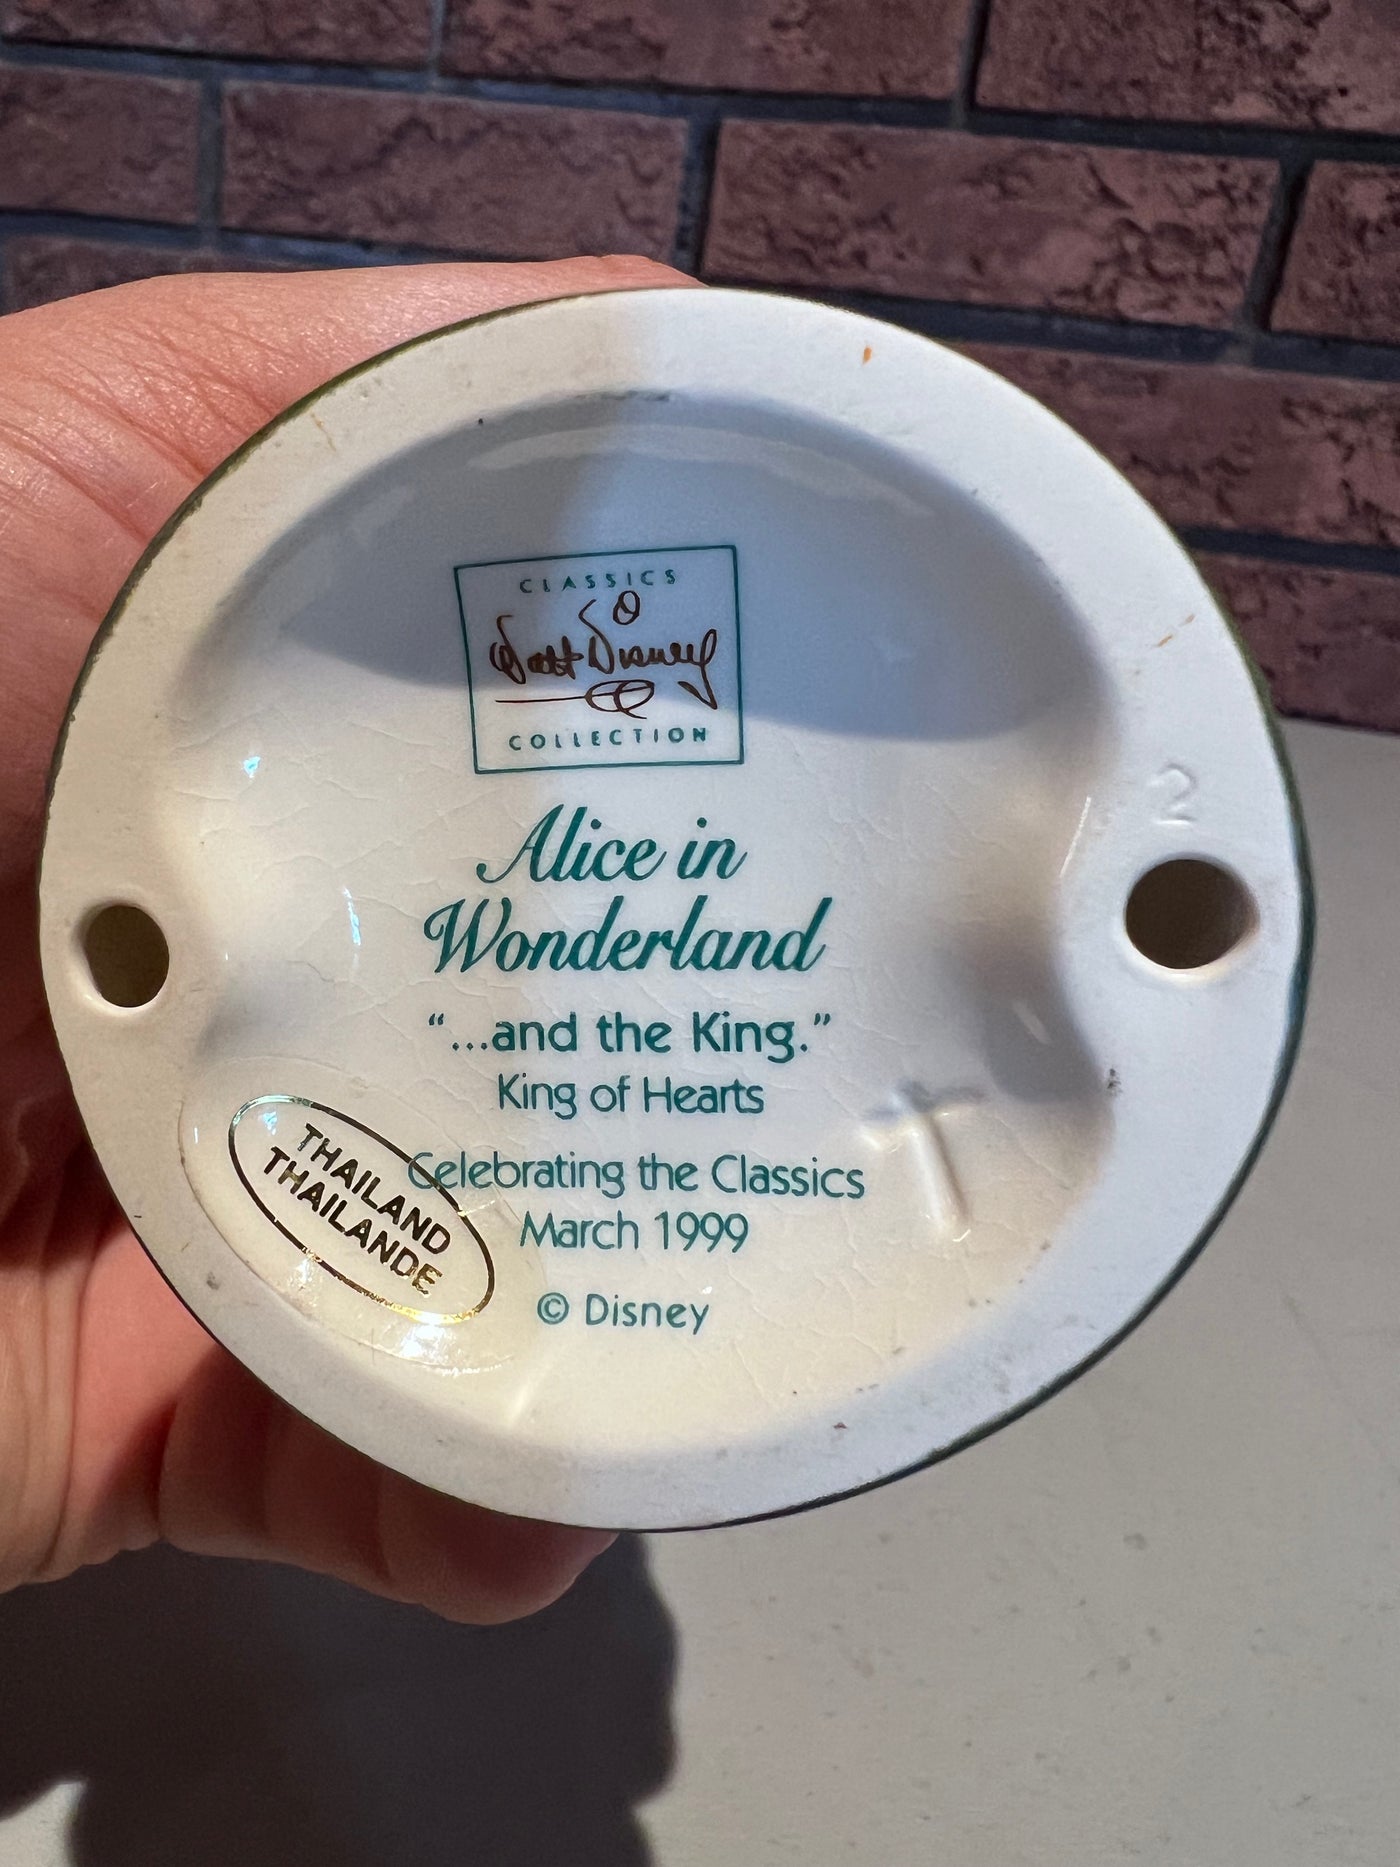 CLASSICS
Walt Disney
COLLECTION
2
Alice in
Wonderland
“...and the King.”
King of Hearts
THAILAND
THAILANDE
Celebrating the Classics
March 1999
© Disney